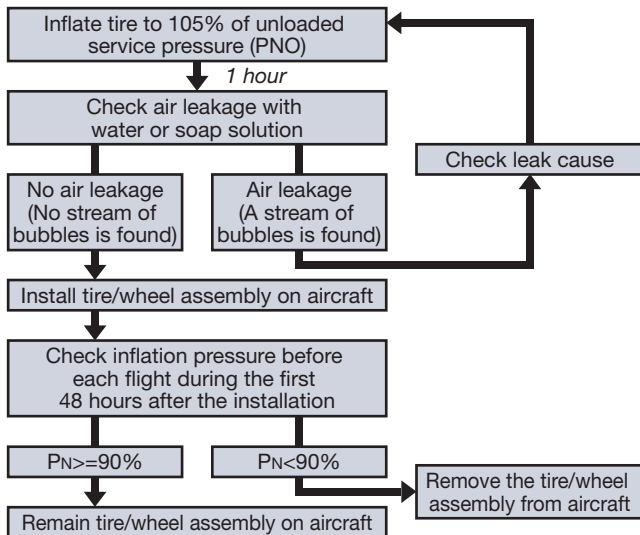 Inflate tire to 105% of unloaded
service pressure (PNO)
1 hour
Check air leakage with
water or soap solution
Check leak cause
No air leakage
(No stream of
bubbles is found)
Air leakage
(A stream of
bubbles is found)
Install tire/wheel assembly on aircraft
Check inflation pressure before
each flight during the first
48 hours after the installation
PN>=90%
PN<90%
Remove the tire/wheel
assembly from aircraft
Remain tire/wheel assembly on aircraft